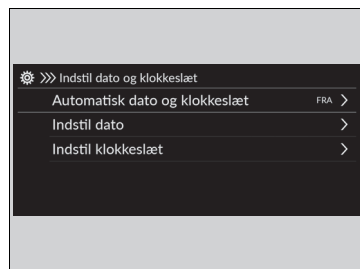 Indstil dato og klokkeslæt
Automatisk dato og klokkeslæt FRA
Indstil dato
Indstil klokkeslæt